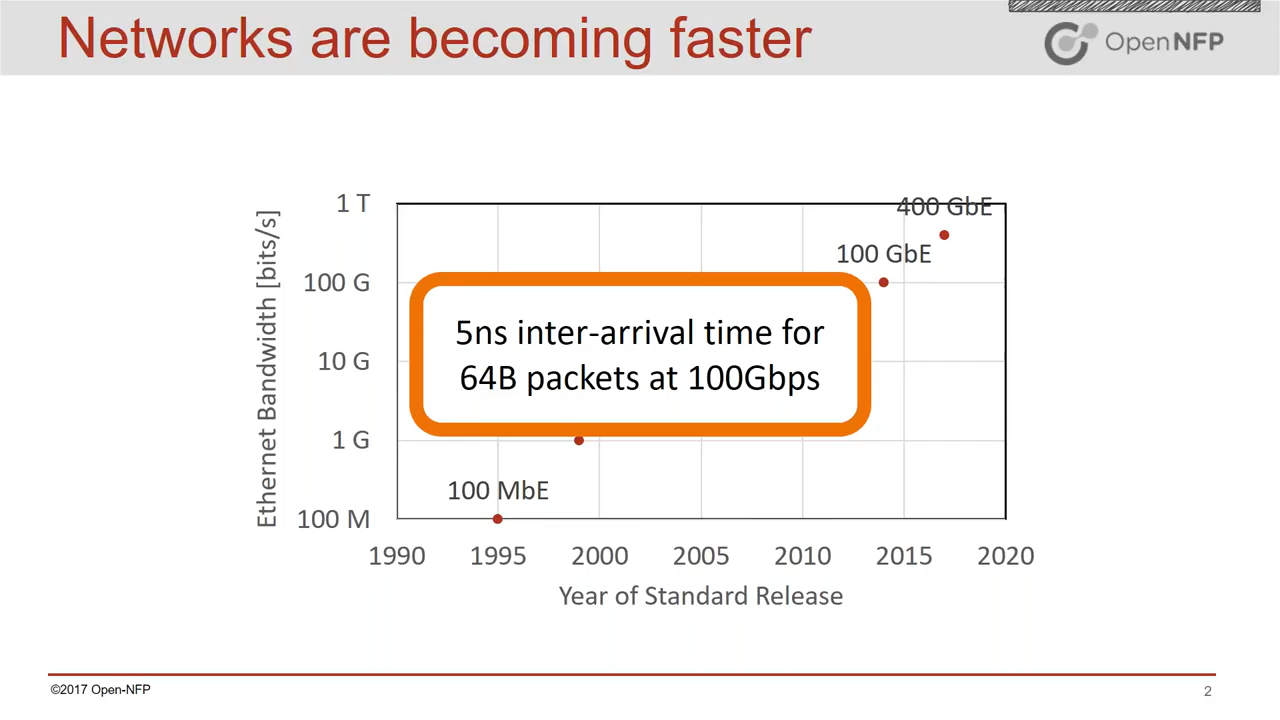 Networks are becoming faster
OpenNFP
Ethernet Bandwidth [bits/s]
1 T
100 G
10 G
1 G
100 M
400 GbE
100 GbE
5ns inter-arrival time for
64B packets at 100Gbps
100 MbE
1990 1995 2000 2005 2010 2015 2020
Year of Standard Release
©2017 Open-NFP
2